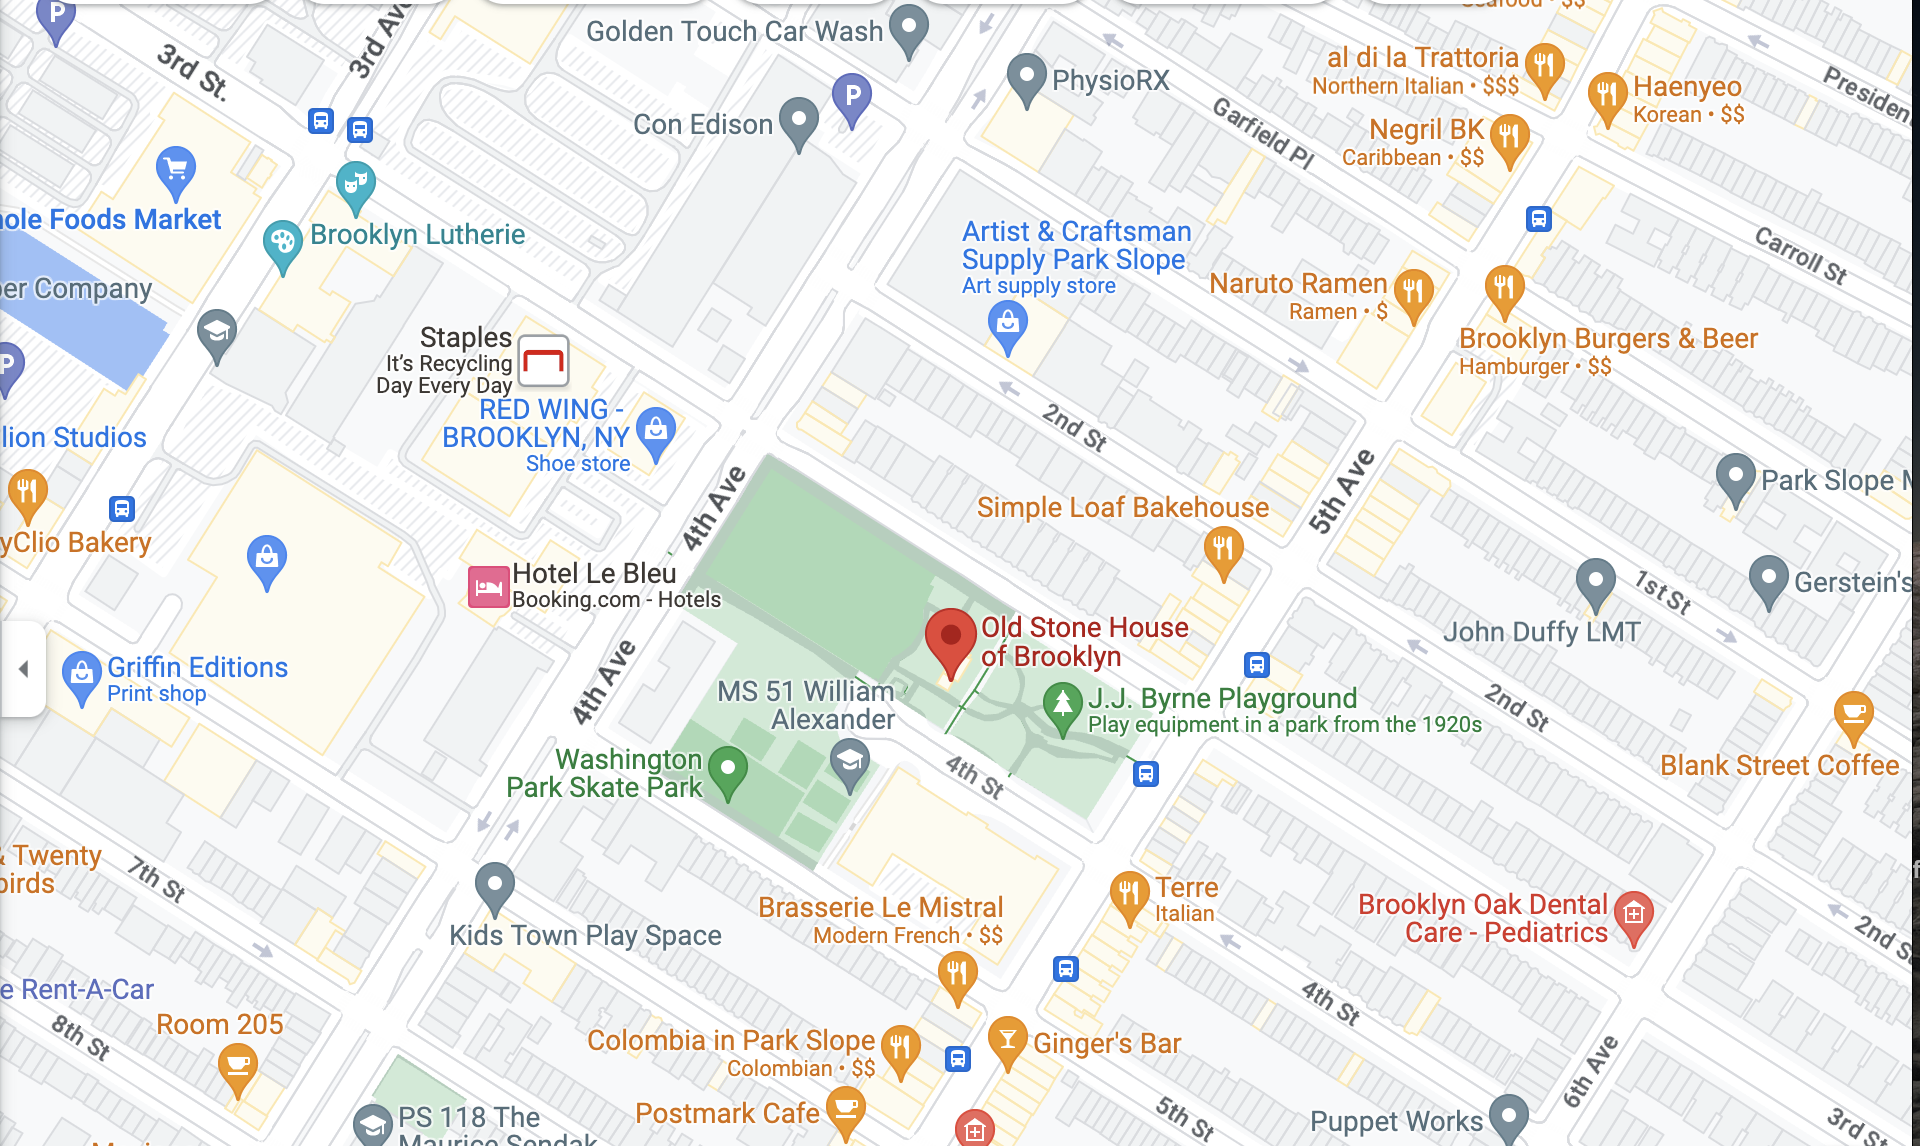 Seafood · $$
P
3rd St.
3rd Ave
Golden Touch Car Wash
PhysioRX
al di la Trattoria
Northern Italian • $$$
Haenyeo
Korean • $$
President
Con Edison
P
Garfield Pl
Negril BK
Caribbean • $$
ole Foods Market
Brooklyn Lutherie
Artist & Craftsman
Supply Park Slope
Art supply store
Carroll St
Naruto Ramen
Ramen • $
er Company
Staples
It's Recycling
Day Every Day
Brooklyn Burgers & Beer
Hamburger • $$
P
RED WING -
BROOKLYN, NY
Shoe store
2nd St
lion Studios
4th Ave
5th Ave
Park Slope M
Simple Loaf Bakehouse
yClio Bakery
Hotel Le Bleu
Booking.com - Hotels
1st St
Gerstein's
John Duffy LMT
Old Stone House
of Brooklyn
Griffin Editions
Print shop
4th Ave
MS 51 William
Alexander
J.J. Byrne Playground
Play equipment in a park from the 1920s
2nd St
Washington
Park Skate Park
4th St
Blank Street Coffee
& Twenty
birds
7th St
Kids Town Play Space
Brasserie Le Mistral
Modern French • $$
Terre
Italian
Brooklyn Oak Dental
Care - Pediatrics
2nd S
e Rent-A-Car
Room 205
8th St
4th St
Colombia in Park Slope
Colombian • $$
Ginger's Bar
6th Ave
PS 118 The
Maurice Sendak
Postmark Cafe
5th St
Puppet Works
3rd S